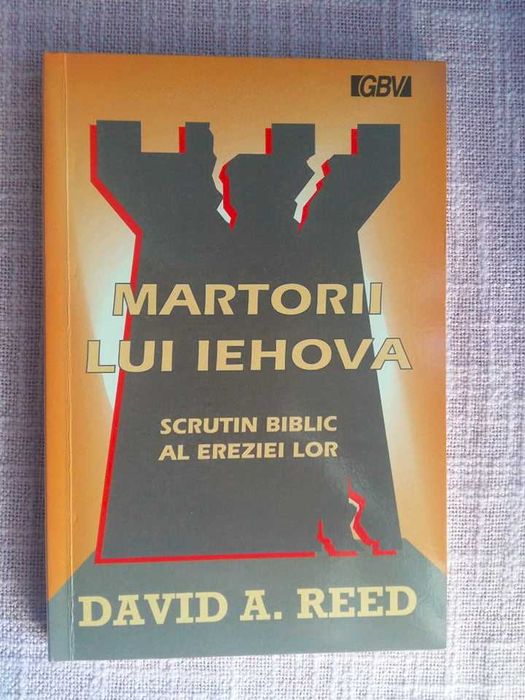 GBV
MARTORII
LUI IEHOVA
SCRUTIN BIBLIC
AL EREZIEI LOR
DAVID A. REED